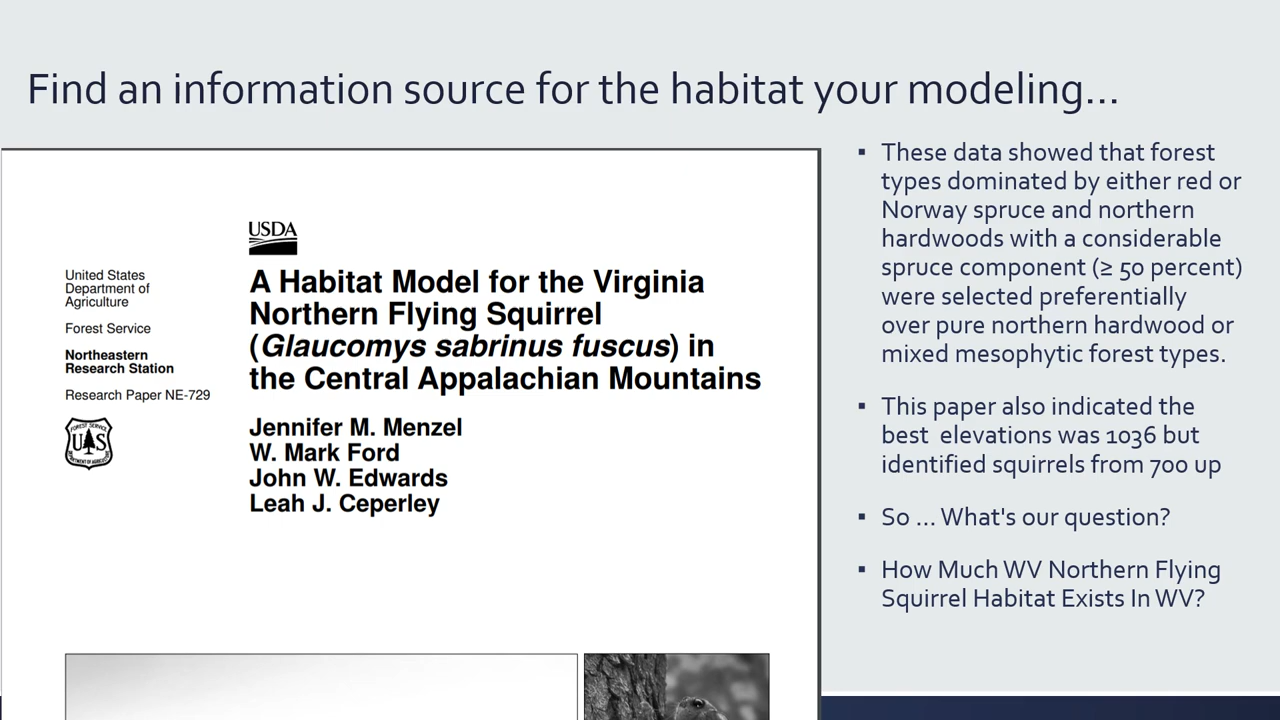 Find an information source for the habitat your modeling...
USDA
United States
Department of
Agriculture
Forest Service
Northeastern
Research Station
Research Paper NE-729
FOREST SERVICE
U S
DEPARTMENT OF AGRICULTURE
A Habitat Model for the Virginia
Northern Flying Squirrel
(Glaucomys sabrinus fuscus) in
the Central Appalachian Mountains
Jennifer M. Menzel
W. Mark Ford
John W. Edwards
Leah J. Ceperley
▪ These data showed that forest
types dominated by either red or
Norway spruce and northern
hardwoods with a considerable
spruce component (≥ 50 percent)
were selected preferentially
over pure northern hardwood or
mixed mesophytic forest types.
▪ This paper also indicated the
best elevations was 1036 but
identified squirrels from 700 up
▪ So ... What's our question?
▪ How Much WV Northern Flying
Squirrel Habitat Exists In WV?